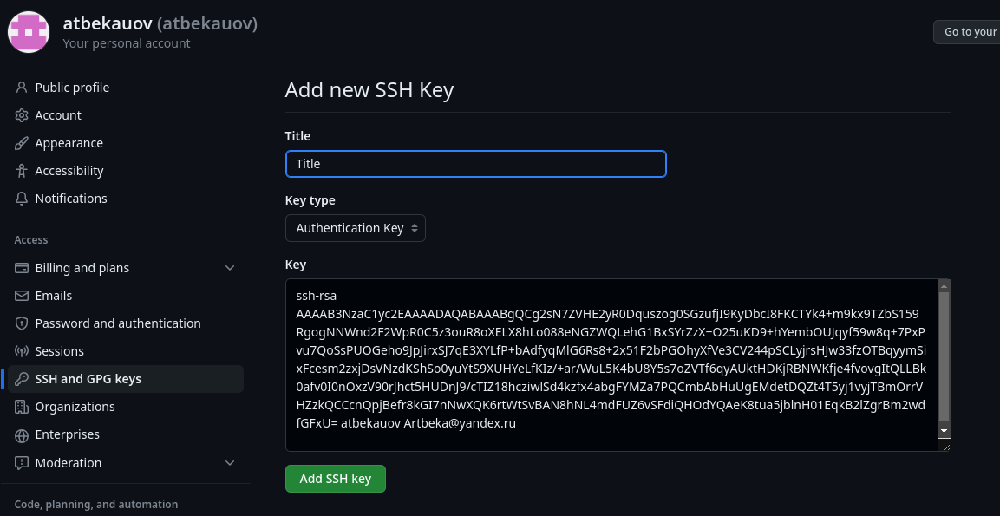 atbekauov (atbekauov)
Your personal account
Go to your
Public profile
Account
Appearance
Accessibility
Notifications
Access
Billing and plans
Emails
Password and authentication
Sessions
SSH and GPG keys
Organizations
Enterprises
Moderation
Code, planning, and automation
Add new SSH Key
Title
Title
Key type
Authentication Key
Key
ssh-rsa
AAAAB3NzaC1yc2EAAAADAQABAAABgQCg2sN7ZVHE2yR0Dquszog0SGzufjI9KyDbcI8FKCTYk4+m9kx9TZbS159
RgogNNWnd2F2WpR0C5z3ouR8oXELX8hLo088eNGZWQLehG1BxSYrZzX+O25uKD9+hYembOUJqyf59w8q+7PxP
vu7QoSsPUOGeho9JpJirxSJ7qE3XYLfP+bAdfyqMlG6Rs8+2x51F2bPGOhyXfVe3CV244pSCLyjrsHJw33fzOTBqyymSi
xFcesm2zxjDsVNzdKShSo0yuYtS9XUHYeLfKIz/+ar/WuL5K4bU8Y5s7oZVTf6qyAUktHDKjRBNWKfje4fvovgItQLLBk
0afv0I0nOxzV90rJhct5HUDnJ9/cTIZ18hcziwlSd4kzfx4abgFYMZa7PQCmbAbHuUgEMdetDQZt4T5yj1vyjTBmOrrV
HZzkQCCcnQpjBefr8kGI7nNwXQK6rtWtSvBAN8hNL4mdFUZ6vSFdiQHOdYQAeK8tua5jblnH01EqkB2lZgrBm2wd
fGFxU= atbekauov Artbeka@yandex.ru
Add SSH key